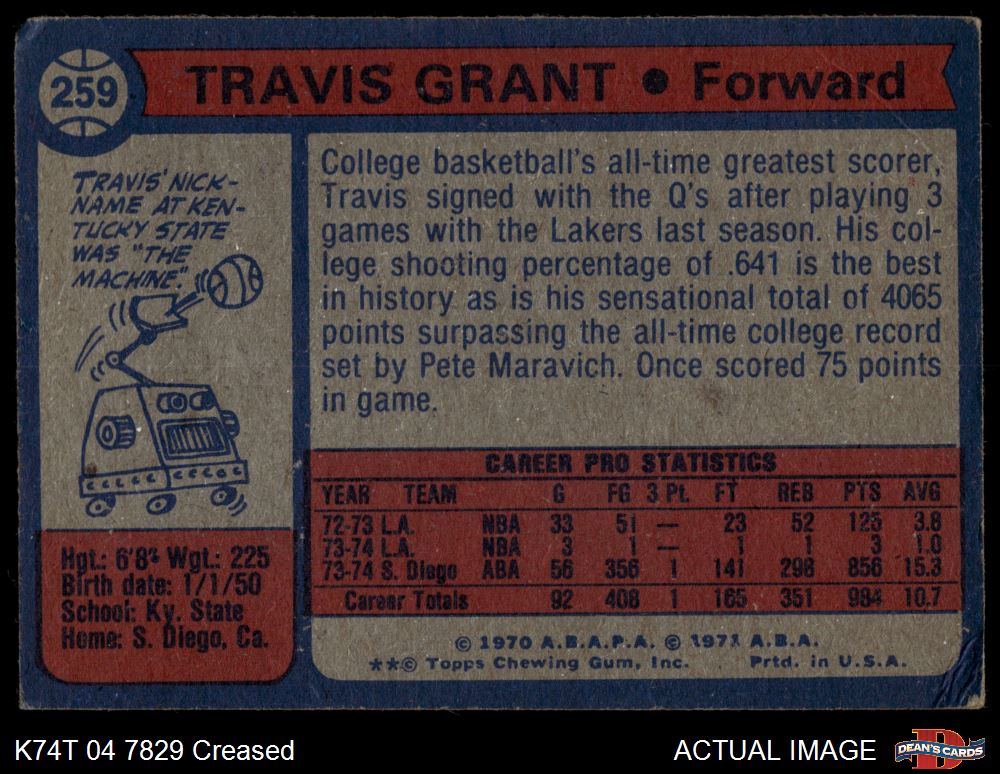 259
TRAVIS GRANT ● Forward
TRAVIS' NICK-
NAME AT KEN-
TUCKY STATE
WAS "THE
MACHINE."
College basketball's all-time greatest scorer,
Travis signed with the Q's after playing 3
games with the Lakers last season. His col-
lege shooting percentage of .641 is the best
in history as is his sensational total of 4065
points surpassing the all-time college record
set by Pete Maravich. Once scored 75 points
in game.
CAREER PRO STATISTICS
YEAR TEAM G FG 3 Pt. FT REB PTS AVG
72-73 L.A. NBA 33 51 — 23 52 125 3.8
73-74 L.A. NBA 3 1 — 1 1 3 1.0
73-74 S. Diego ABA 56 356 1 141 298 856 15.3
Career Totals 92 408 1 165 351 984 10.7
Hgt.: 6'8" Wgt.: 225
Birth date: 1/1/50
School: Ky. State
Home: S. Diego, Ca.
© 1970 A.B.A.P.A. © 1971 A.B.A.
★★© Topps Chewing Gum, Inc. Prtd. in U.S.A.
K74T 04 7829 Creased
ACTUAL IMAGE
D
DEAN'S CARDS